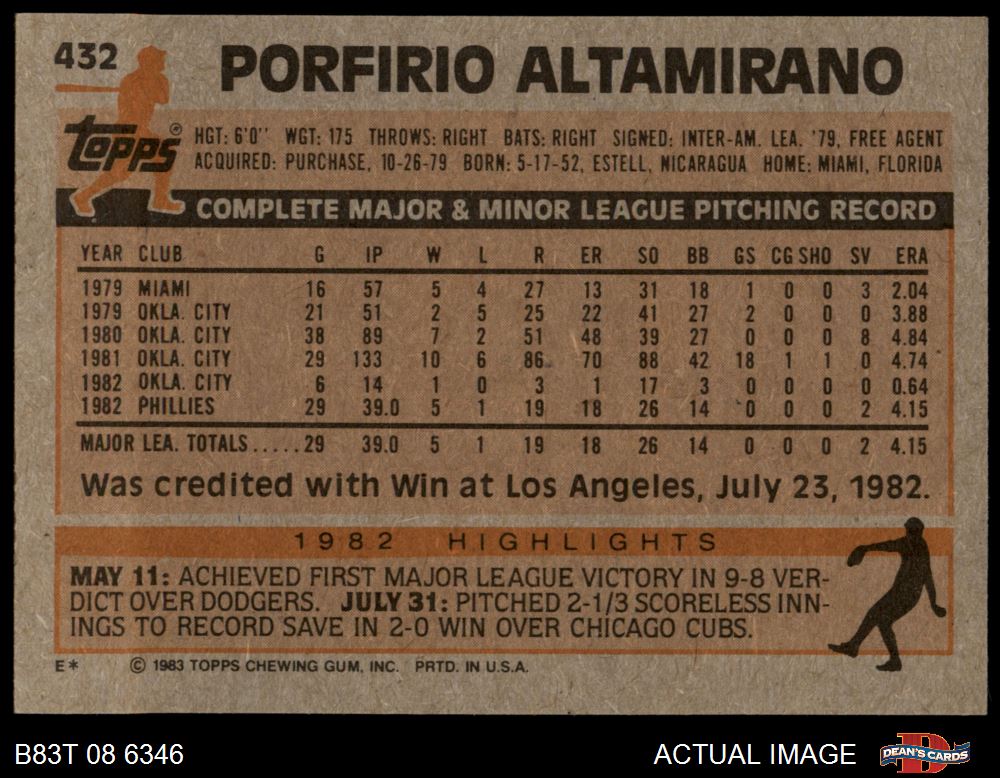 432
PORFIRIO ALTAMIRANO
Topps®
HGT: 6'0'' WGT: 175 THROWS: RIGHT BATS: RIGHT SIGNED: INTER-AM. LEA. '79, FREE AGENT
ACQUIRED: PURCHASE, 10-26-79 BORN: 5-17-52, ESTELL, NICARAGUA HOME: MIAMI, FLORIDA
COMPLETE MAJOR & MINOR LEAGUE PITCHING RECORD
YEAR CLUB G IP W L R ER SO BB GS CG SHO SV ERA
1979 MIAMI 16 57 5 4 27 13 31 18 1 0 0 3 2.04
1979 OKLA. CITY 21 51 2 5 25 22 41 27 2 0 0 0 3.88
1980 OKLA. CITY 38 89 7 2 51 48 39 27 0 0 0 8 4.84
1981 OKLA. CITY 29 133 10 6 86 70 88 42 18 1 1 0 4.74
1982 OKLA. CITY 6 14 1 0 3 1 17 3 0 0 0 0 0.64
1982 PHILLIES 29 39.0 5 1 19 18 26 14 0 0 0 2 4.15
MAJOR LEA. TOTALS.....29 39.0 5 1 19 18 26 14 0 0 0 2 4.15
Was credited with Win at Los Angeles, July 23, 1982.
1982 HIGHLIGHTS
MAY 11: ACHIEVED FIRST MAJOR LEAGUE VICTORY IN 9-8 VER-
DICT OVER DODGERS. JULY 31: PITCHED 2-1/3 SCORELESS INN-
INGS TO RECORD SAVE IN 2-0 WIN OVER CHICAGO CUBS.
E* © 1983 TOPPS CHEWING GUM, INC. PRTD. IN U.S.A.
B83T 08 6346 ACTUAL IMAGE D DEAN'S CARDS